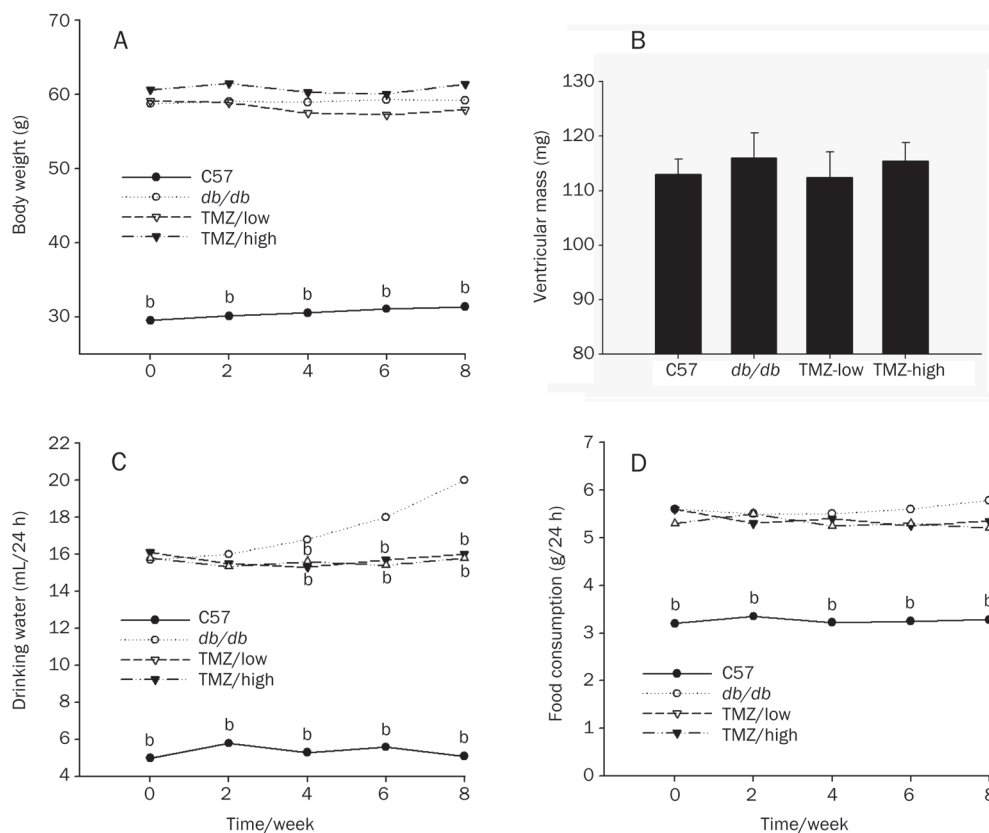 A
Body weight (g)
70
60
50
40
30
C57
db/db
TMZ/low
TMZ/high
b b b b b
0 2 4 6 8
B
Ventricular mass (mg)
130
120
110
100
90
80
C57 db/db TMZ-low TMZ-high
C
Drinking water (mL/24 h)
22
20
18
16
14
12
10
8
6
4
b b b
b b b
C57
db/db
TMZ/low
TMZ/high
b b b b b
0 2 4 6 8
Time/week
D
Food consumption (g/24 h)
7
6
5
4
3
2
1
0
b b b b b
C57
db/db
TMZ/low
TMZ/high
0 2 4 6 8
Time/week